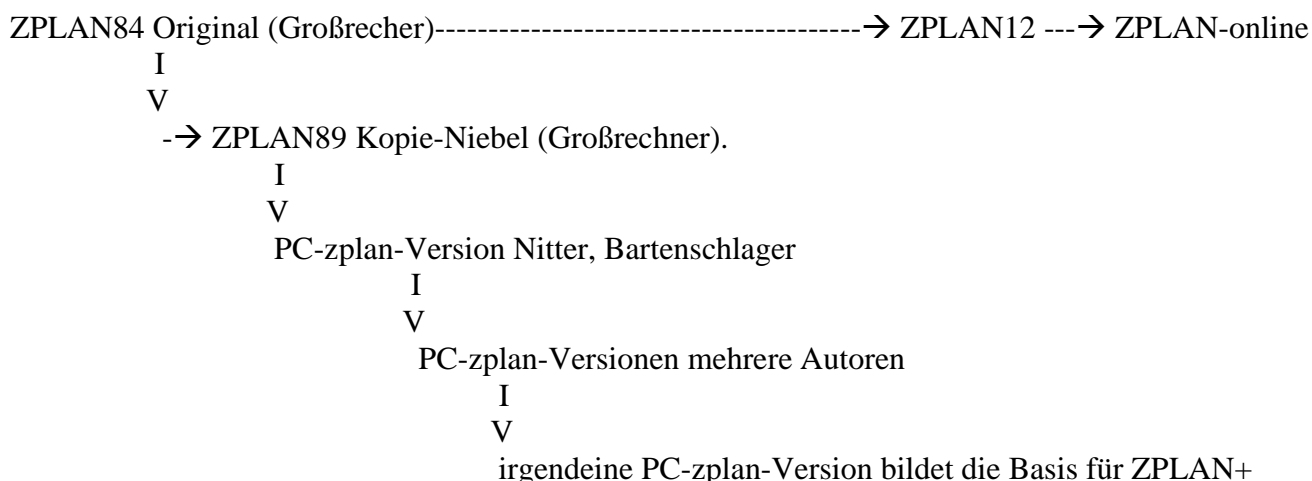 ZPLAN84 Original (Großrecher)----------------------------------------→ ZPLAN12 ---→ ZPLAN-online
I
V
-→ ZPLAN89 Kopie-Niebel (Großrechner).
I
V
PC-zplan-Version Nitter, Bartenschlager
I
V
PC-zplan-Versionen mehrere Autoren
I
V
irgendeine PC-zplan-Version bildet die Basis für ZPLAN+